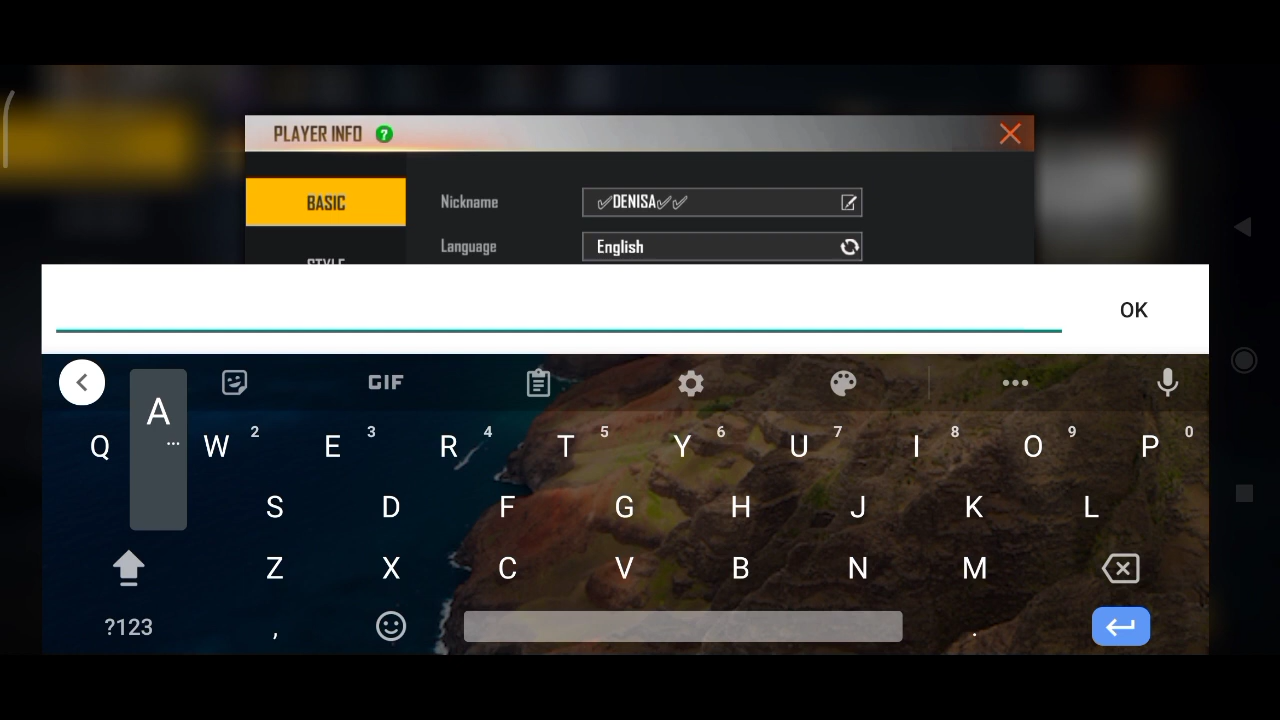 PLAYER INFO ?
BASIC
Nickname ✅DENISA✅✅
Language English
STYLE
OK
GIF
A
...
Q W 2 E 3 R 4 T 5 Y 6 U 7 I 8 O 9 P 0
S D F G H J K L
Z X C V B N M
?123 , .